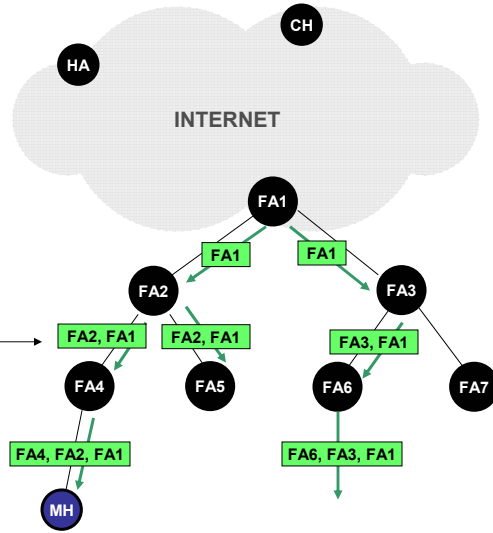 CH
HA
INTERNET
FA1
FA1
FA1
FA2
FA3
FA2, FA1
FA2, FA1
FA3, FA1
FA4
FA5
FA6
FA7
FA4, FA2, FA1
FA6, FA3, FA1
MH